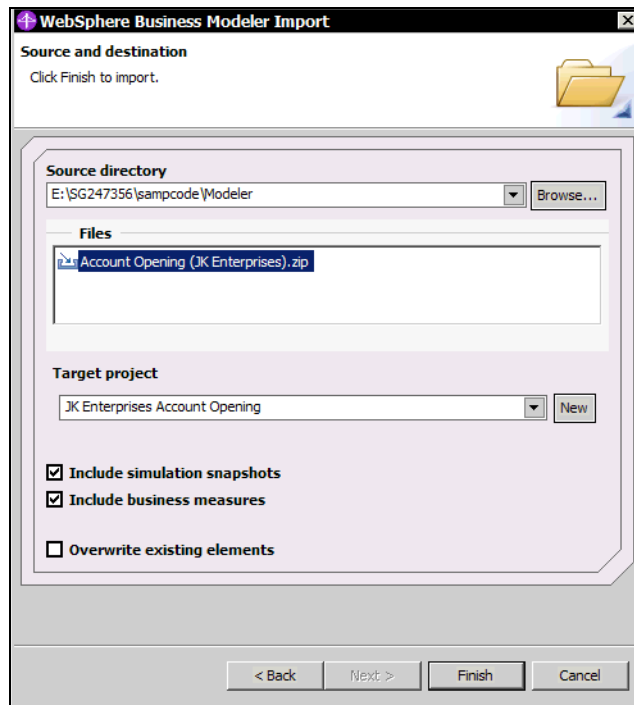 WebSphere Business Modeler Import
Source and destination
Click Finish to import.
Source directory
E:\SG247356\sampcode\Modeler
Browse...
Files
Account Opening (JK Enterprises).zip
Target project
JK Enterprises Account Opening
New
Include simulation snapshots
Include business measures
Overwrite existing elements
< Back
Next >
Finish
Cancel